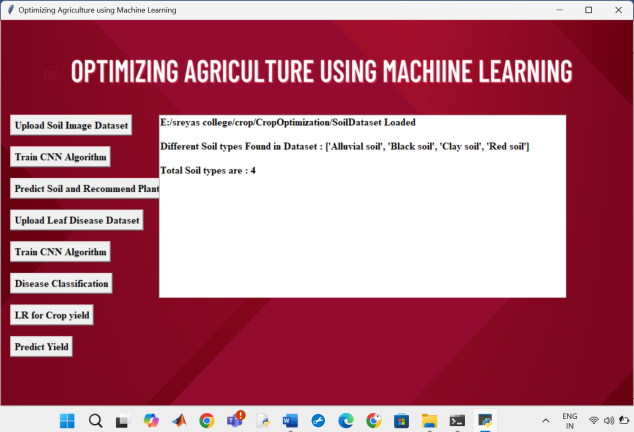 Optimizing Agriculture using Machine Learning
OPTIMIZING AGRICULTURE USING MACHIINE LEARNING
Upload Soil Image Dataset
Train CNN Algorithm
Predict Soil and Recommend Plant
Upload Leaf Disease Dataset
Train CNN Algorithm
Disease Classification
LR for Crop yield
Predict Yield
E:/sreyas college/crop/CropOptimization/SoilDataset Loaded
Different Soil types Found in Dataset : ['Alluvial soil', 'Black soil', 'Clay soil', 'Red soil']
Total Soil types are : 4
ENG
IN